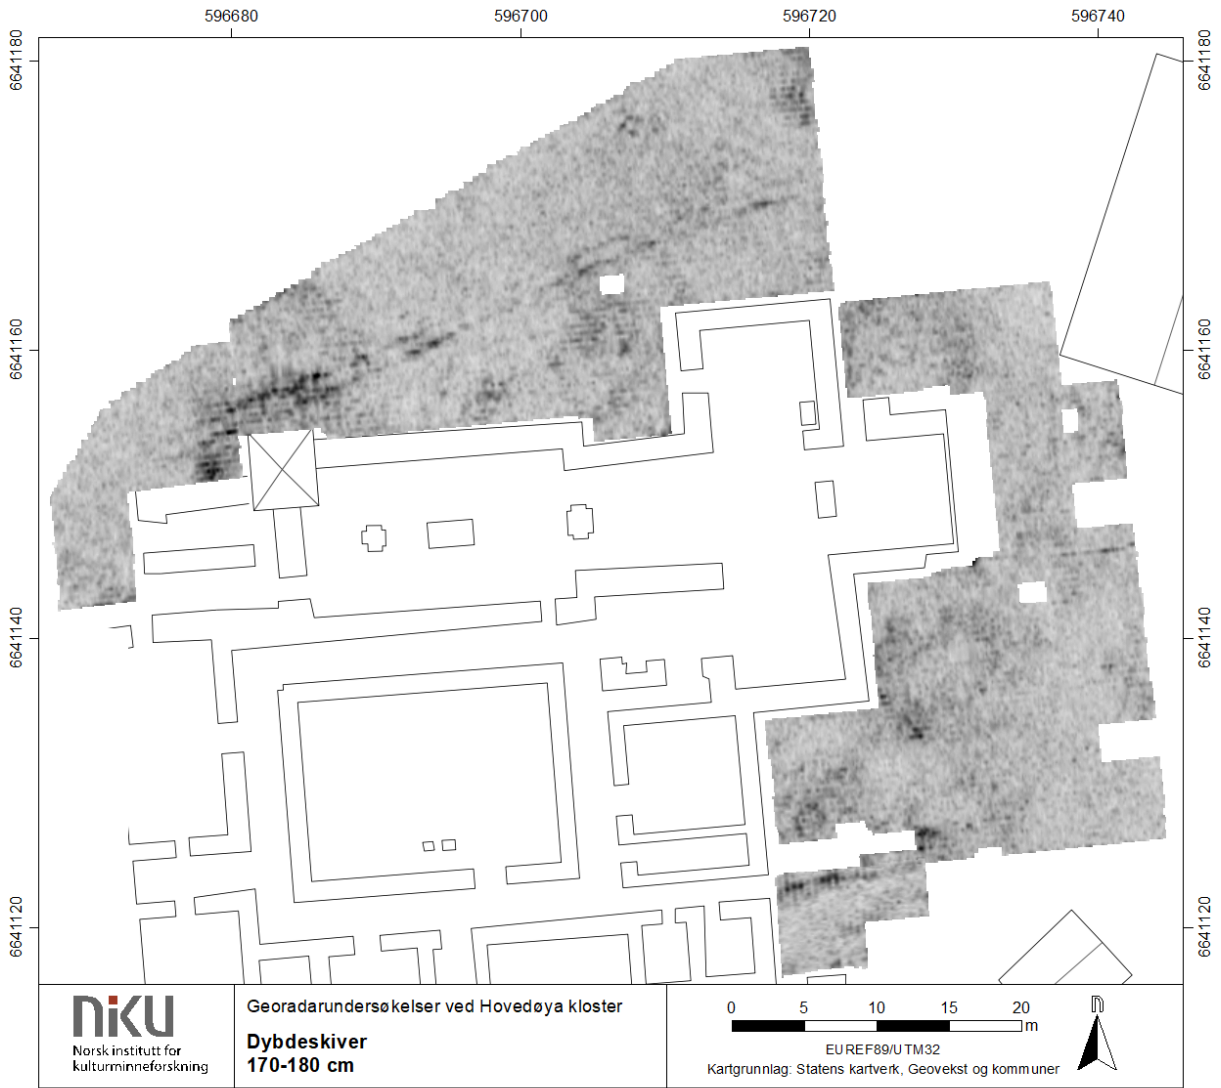 596680 596700 596720 596740
6641180 6641180
6641160 6641160
6641140 6641140
6641120 6641120
niku
Norsk institutt for
kulturminneforskning
Georadarundersøkelser ved Hovedøya kloster
Dybdeskiver
170-180 cm
0 5 10 15 20
m
EUREF89/UTM32
Kartgrunnlag: Statens kartverk, Geovekst og kommuner
n